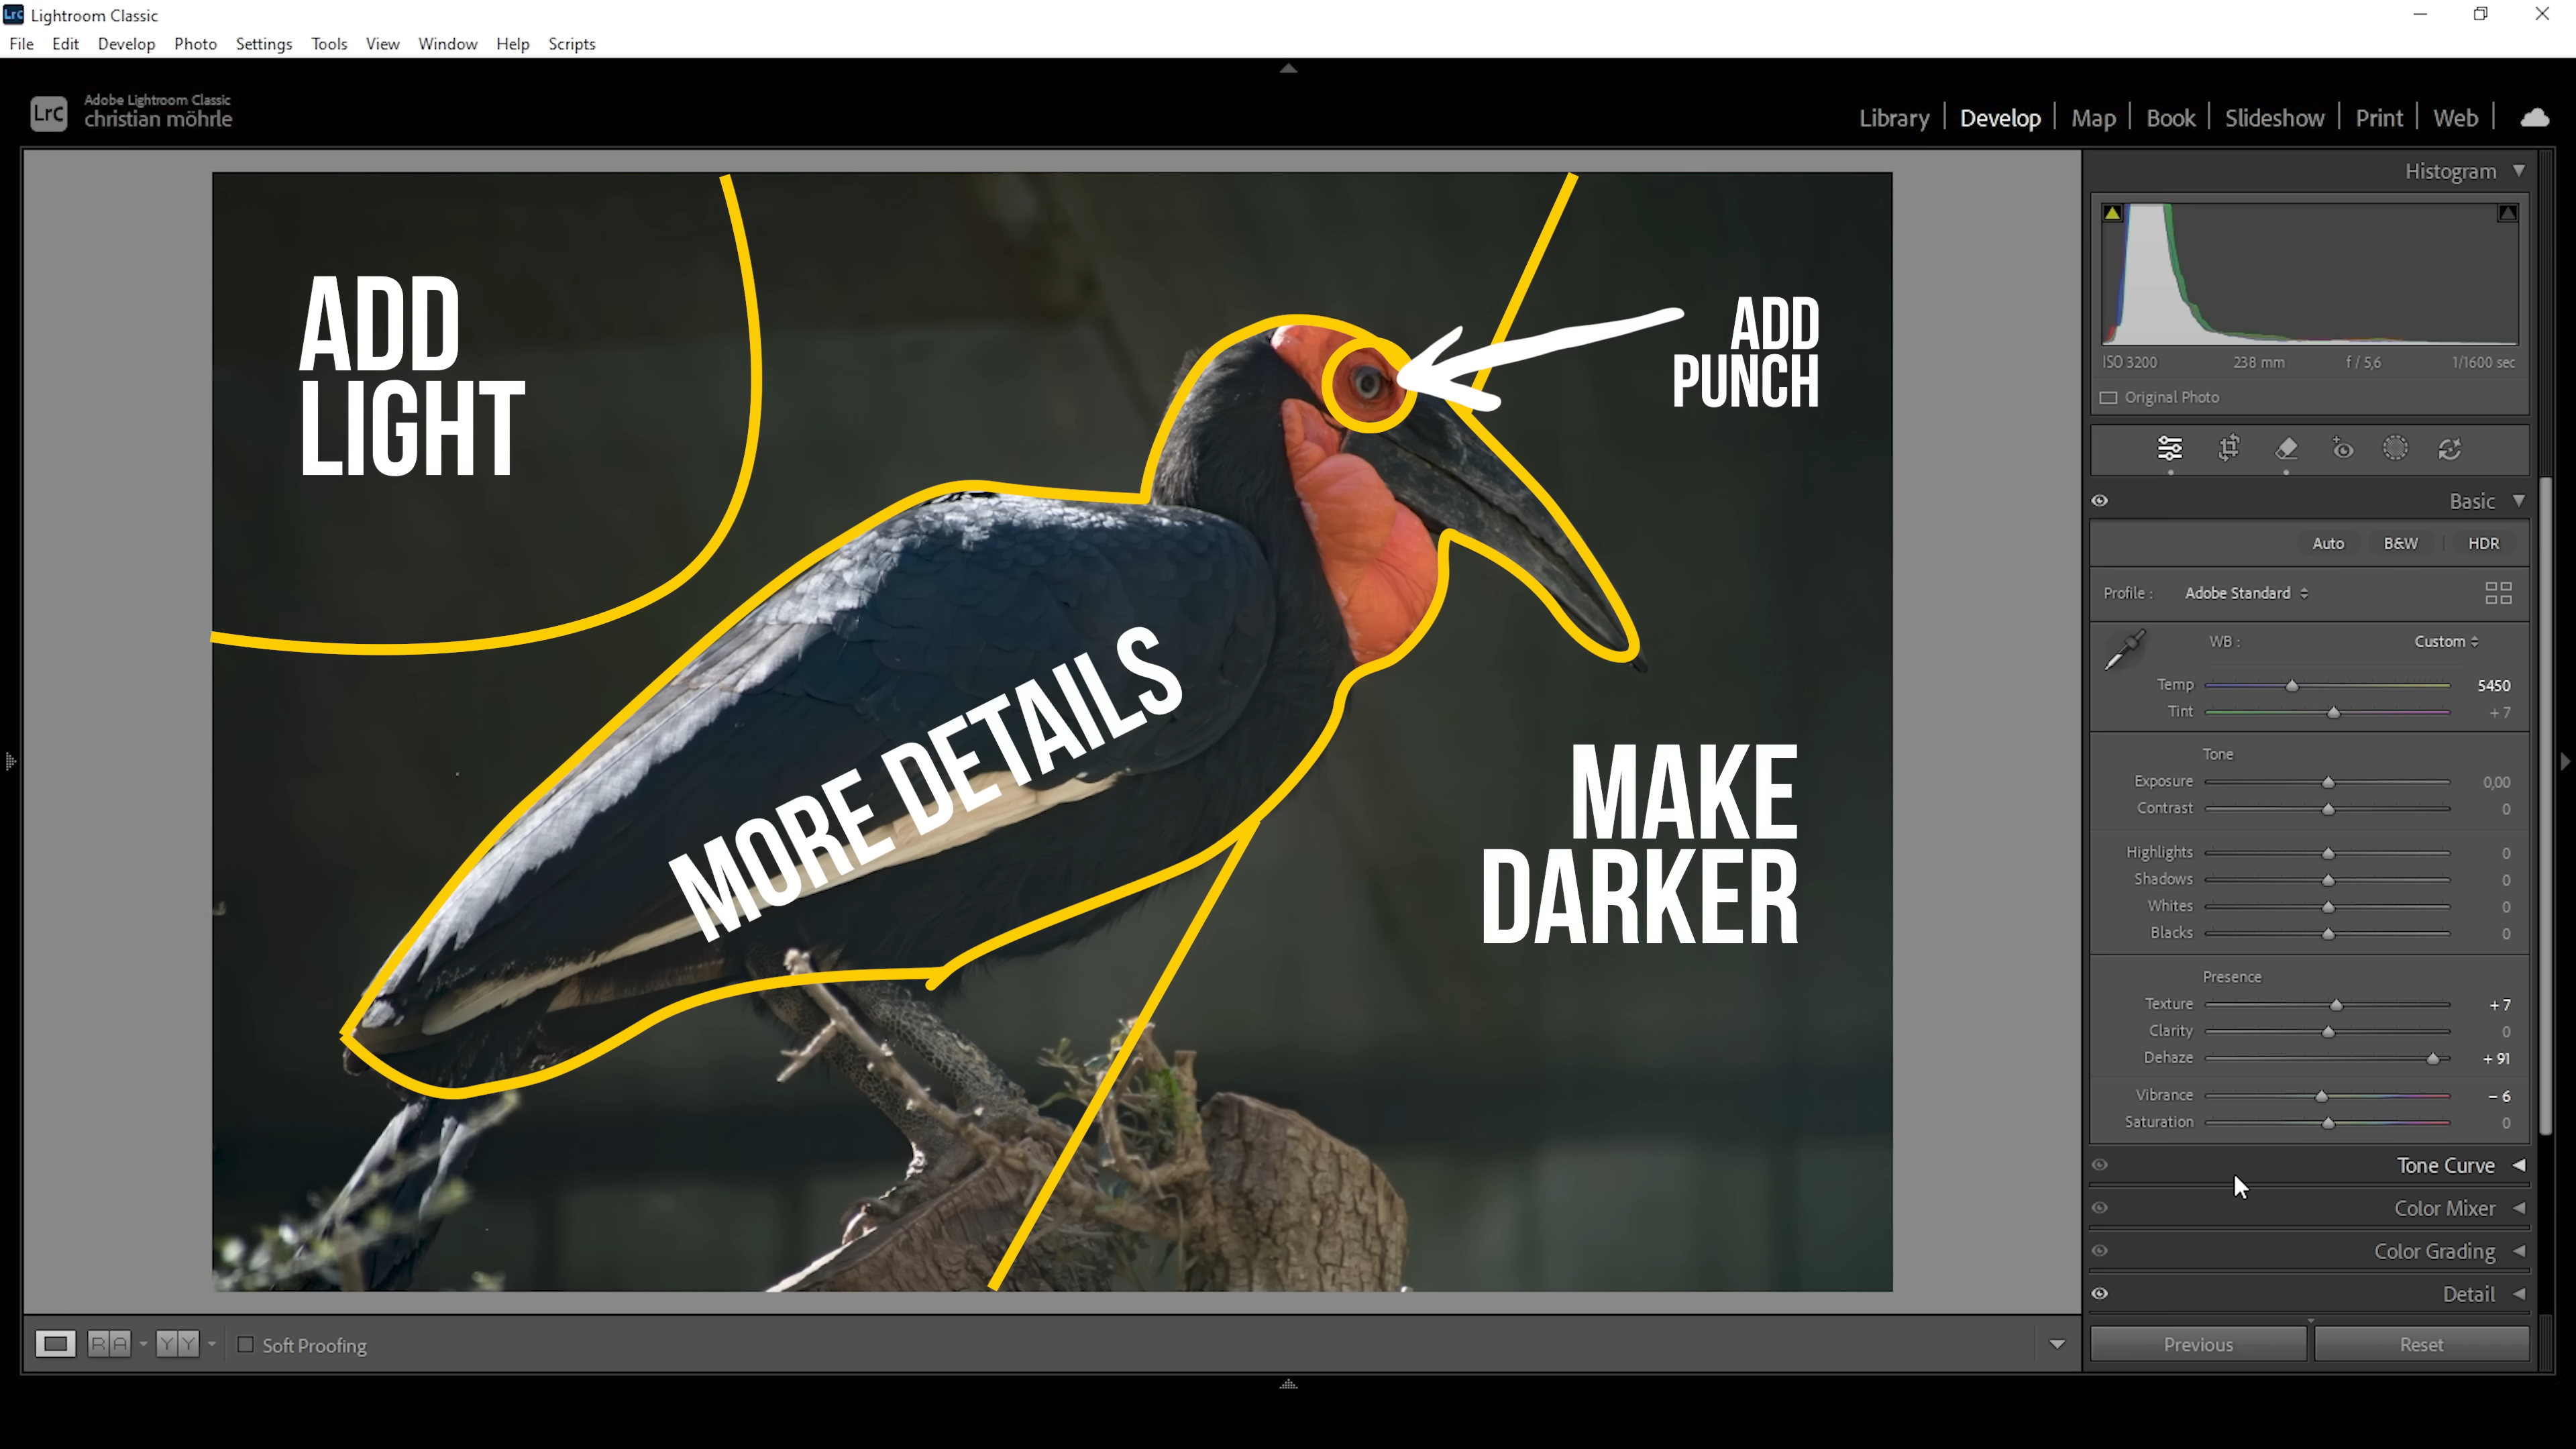 Lrc Lightroom Classic
File Edit Develop Photo Settings Tools View Window Help Scripts
Lrc
Adobe Lightroom Classic
christian möhrle
Library | Develop | Map | Book | Slideshow | Print | Web |
Histogram
ISO 3200 238 mm f / 5,6 1/1600 sec
Original Photo
Basic
Auto B&W HDR
Profile : Adobe Standard
WB : Custom
Temp 5450
Tint + 7
Tone
Exposure 0,00
Contrast 0
Highlights 0
Shadows 0
Whites 0
Blacks 0
Presence
Texture + 7
Clarity 0
Dehaze + 91
Vibrance – 6
Saturation 0
Tone Curve
Color Mixer
Color Grading
Detail
Previous Reset
ADD
LIGHT
ADD
PUNCH
MORE DETAILS
MAKE
DARKER
R A Y Y Soft Proofing